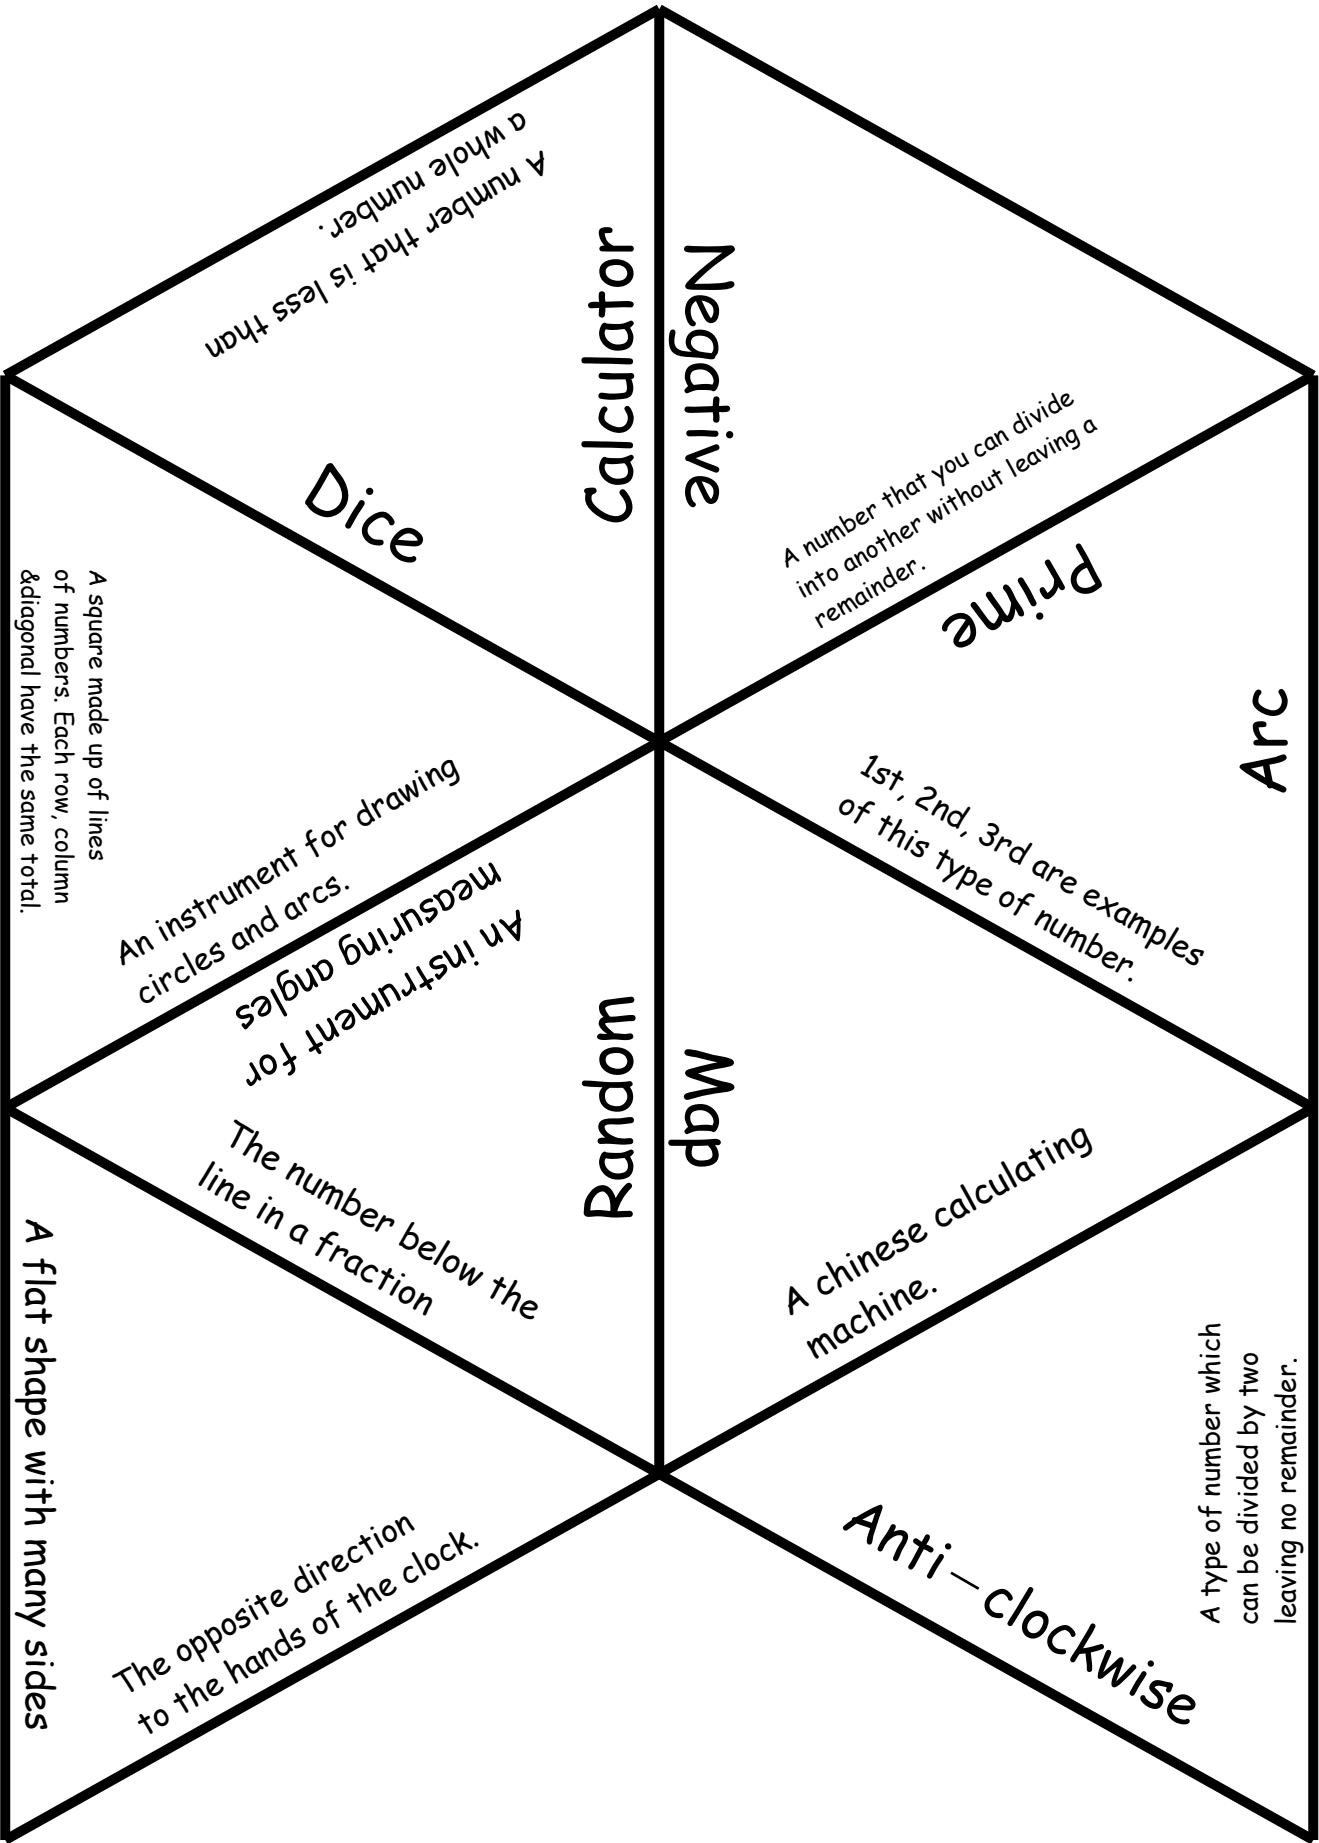 A number that is less than
a whole number.
Calculator
Negative
Dice
A number that you can divide
into another without leaving a
remainder.
Prime
Arc
A square made up of lines
of numbers. Each row, column
&diagonal have the same total.
An instrument for drawing
circles and arcs.
1st, 2nd, 3rd are examples
of this type of number.
An instrument for
measuring angles
Random
Map
The number below the
line in a fraction
A chinese calculating
machine.
A flat shape with many sides
A type of number which
can be divided by two
leaving no remainder.
The opposite direction
to the hands of the clock.
Anti-clockwise